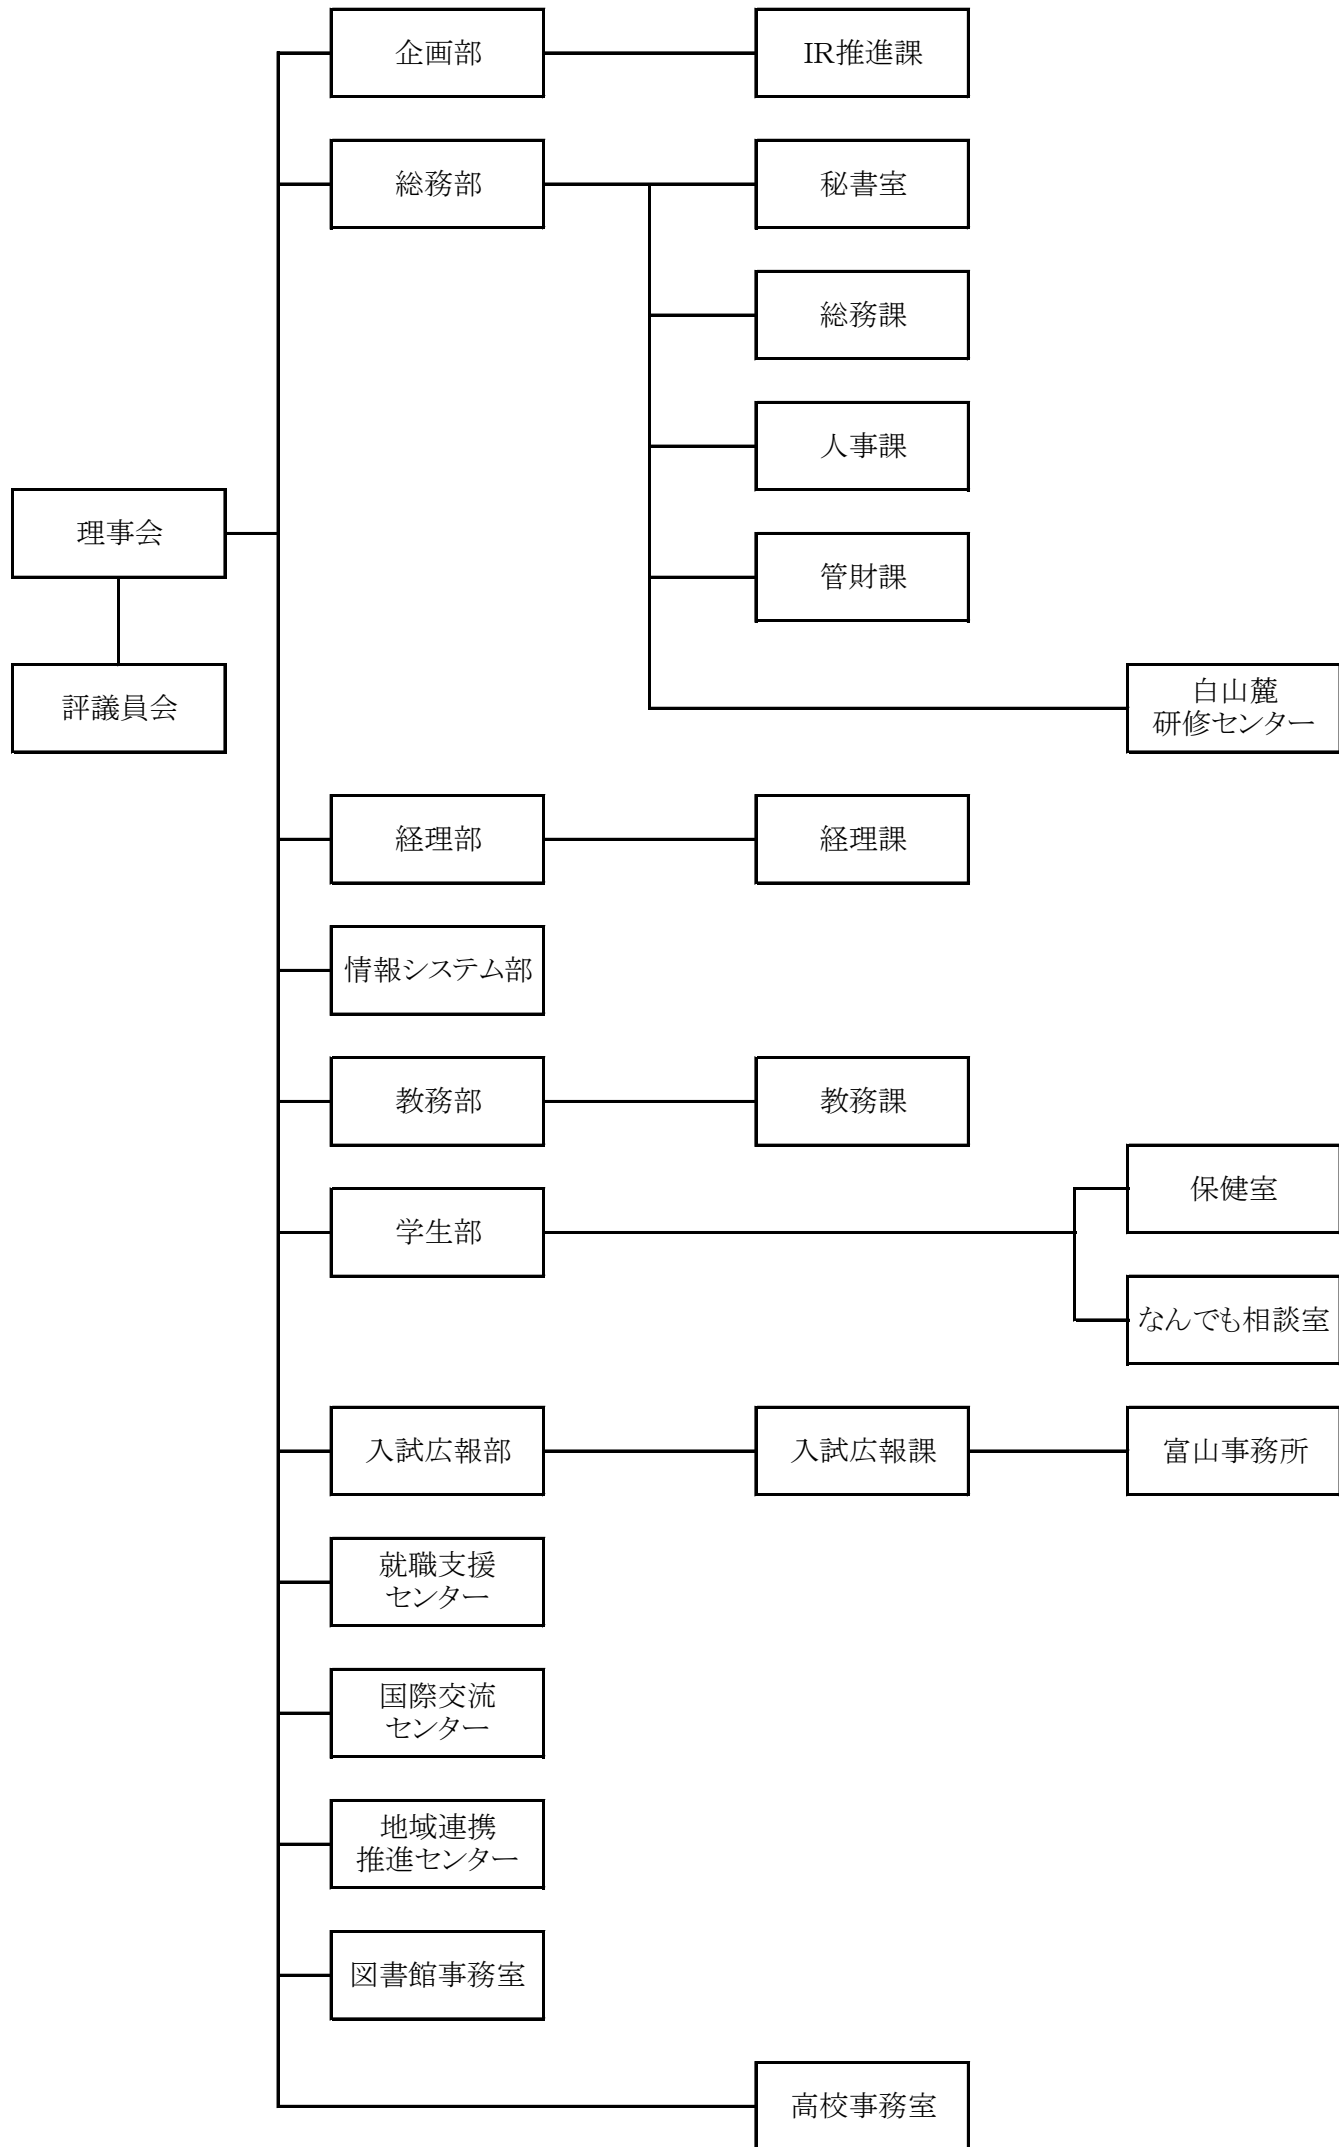 企画部
IR推進課
総務部
秘書室
総務課
人事課
理事会
管財課
評議員会
白山麓
研修センター
経理部
経理課
情報システム部
教務部
教務課
学生部
保健室
なんでも相談室
入試広報部
入試広報課
富山事務所
就職支援
センター
国際交流
センター
地域連携
推進センター
図書館事務室
高校事務室